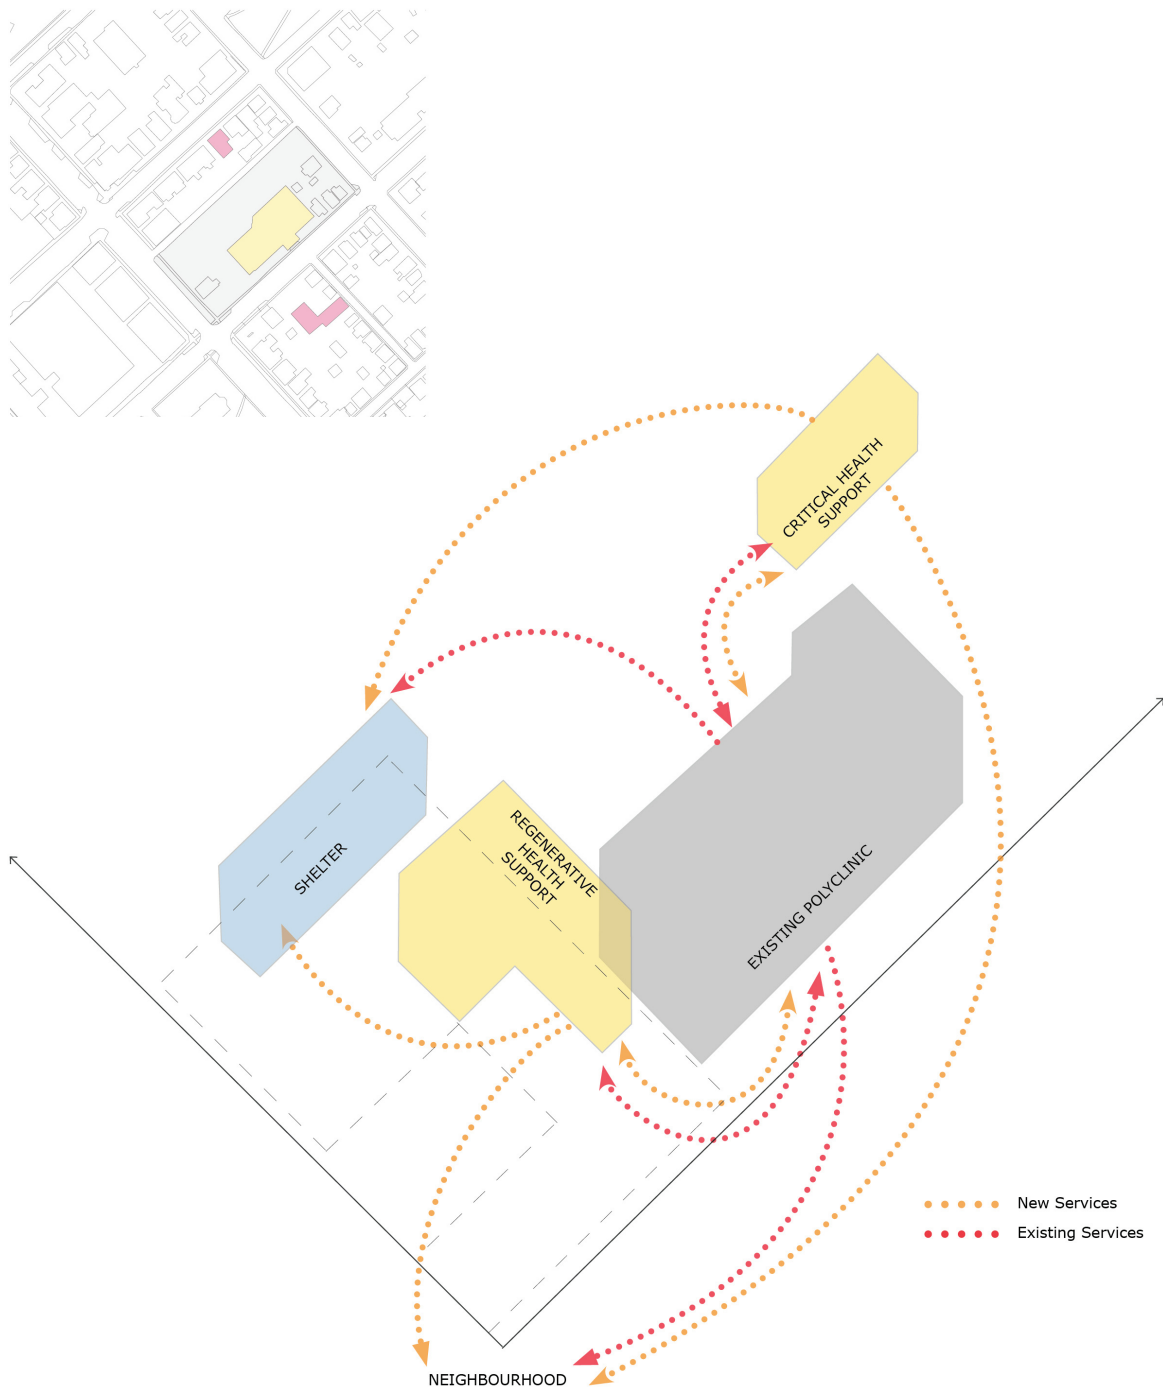 CRITICAL HEALTH
SUPPORT
SHELTER
REGENERATIVE
HEALTH
SUPPORT
EXISTING POLYCLINIC
New Services
Existing Services
NEIGHBOURHOOD